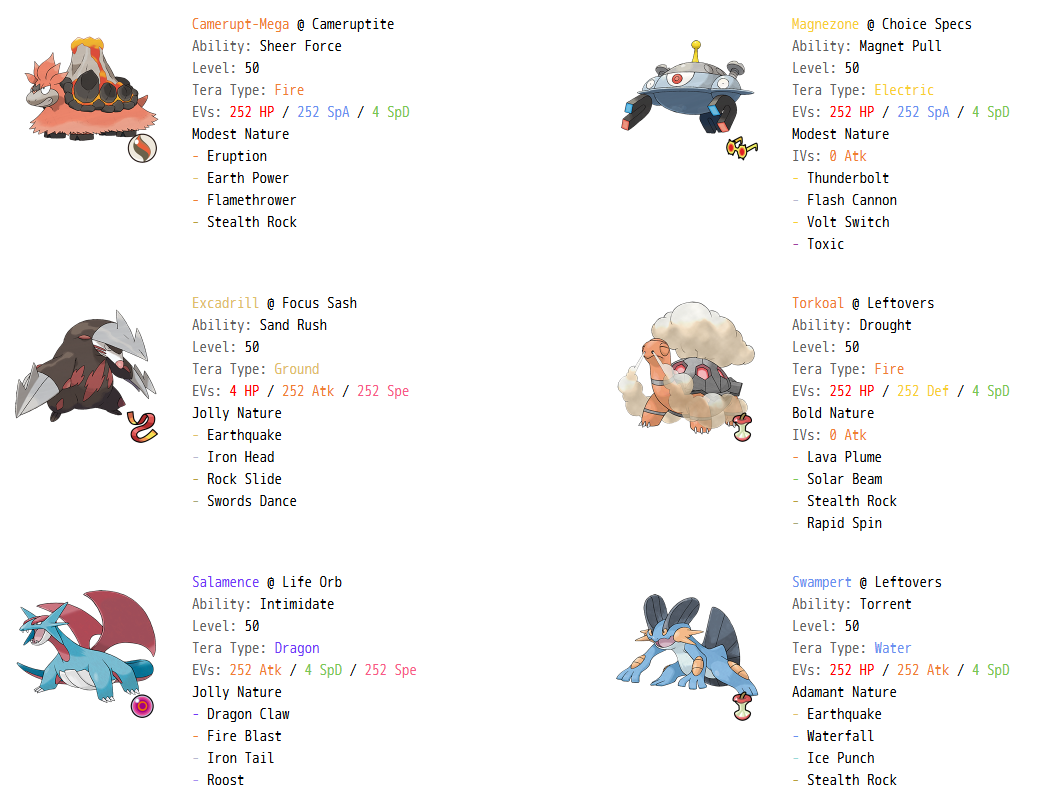 Camerupt-Mega @ Cameruptite
Ability: Sheer Force
Level: 50
Tera Type: Fire
EVs: 252 HP / 252 SpA / 4 SpD
Modest Nature
- Eruption
- Earth Power
- Flamethrower
- Stealth Rock
Magnezone @ Choice Specs
Ability: Magnet Pull
Level: 50
Tera Type: Electric
EVs: 252 HP / 252 SpA / 4 SpD
Modest Nature
IVs: 0 Atk
- Thunderbolt
- Flash Cannon
- Volt Switch
- Toxic
Excadrill @ Focus Sash
Ability: Sand Rush
Level: 50
Tera Type: Ground
EVs: 4 HP / 252 Atk / 252 Spe
Jolly Nature
- Earthquake
- Iron Head
- Rock Slide
- Swords Dance
Torkoal @ Leftovers
Ability: Drought
Level: 50
Tera Type: Fire
EVs: 252 HP / 252 Def / 4 SpD
Bold Nature
IVs: 0 Atk
- Lava Plume
- Solar Beam
- Stealth Rock
- Rapid Spin
Salamence @ Life Orb
Ability: Intimidate
Level: 50
Tera Type: Dragon
EVs: 252 Atk / 4 SpD / 252 Spe
Jolly Nature
- Dragon Claw
- Fire Blast
- Iron Tail
- Roost
Swampert @ Leftovers
Ability: Torrent
Level: 50
Tera Type: Water
EVs: 252 HP / 252 Atk / 4 SpD
Adamant Nature
- Earthquake
- Waterfall
- Ice Punch
- Stealth Rock